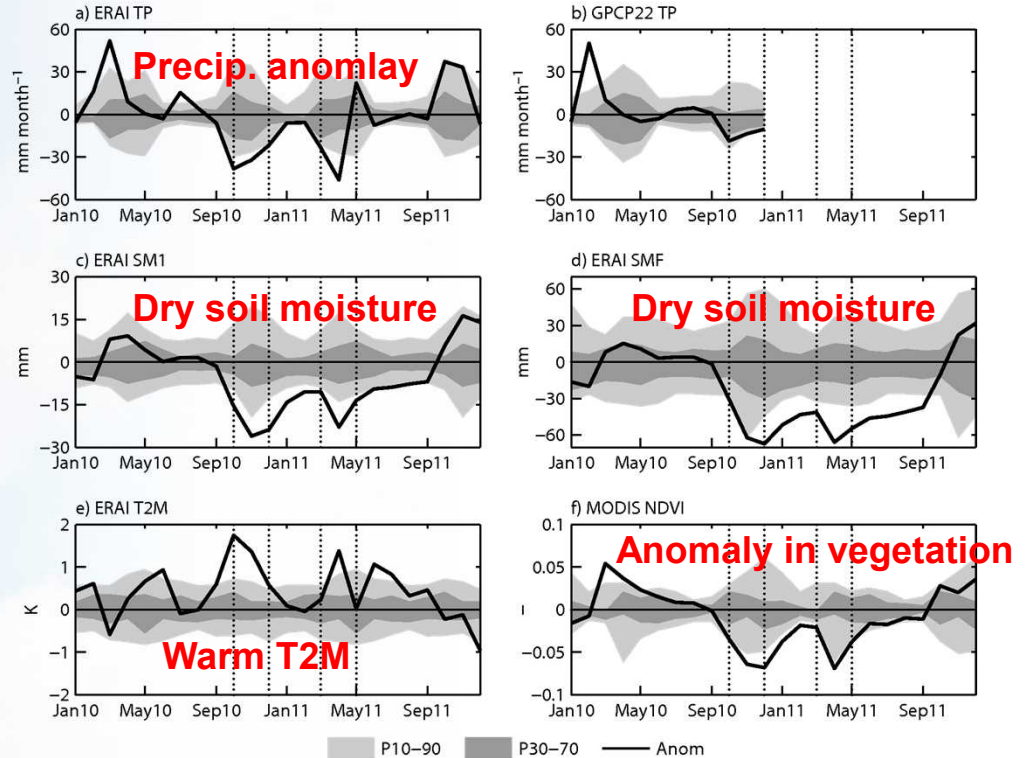 a) ERAI TP
60
30
0
−30
−60
mm month⁻¹
Precip. anomlay
Jan10 May10 Sep10 Jan11 May11 Sep11
b) GPCP22 TP
60
30
0
−30
−60
mm month⁻¹
Jan10 May10 Sep10 Jan11 May11 Sep11
c) ERAI SM1
30
15
0
−15
−30
mm
Dry soil moisture
Jan10 May10 Sep10 Jan11 May11 Sep11
d) ERAI SMF
60
30
0
−30
−60
mm
Dry soil moisture
Jan10 May10 Sep10 Jan11 May11 Sep11
e) ERAI T2M
2
1
0
−1
−2
K
Warm T2M
Jan10 May10 Sep10 Jan11 May11 Sep11
f) MODIS NDVI
0.1
0.05
0
−0.05
−0.1
−
Anomaly in vegetation
Jan10 May10 Sep10 Jan11 May11 Sep11
P10−90 P30−70 Anom